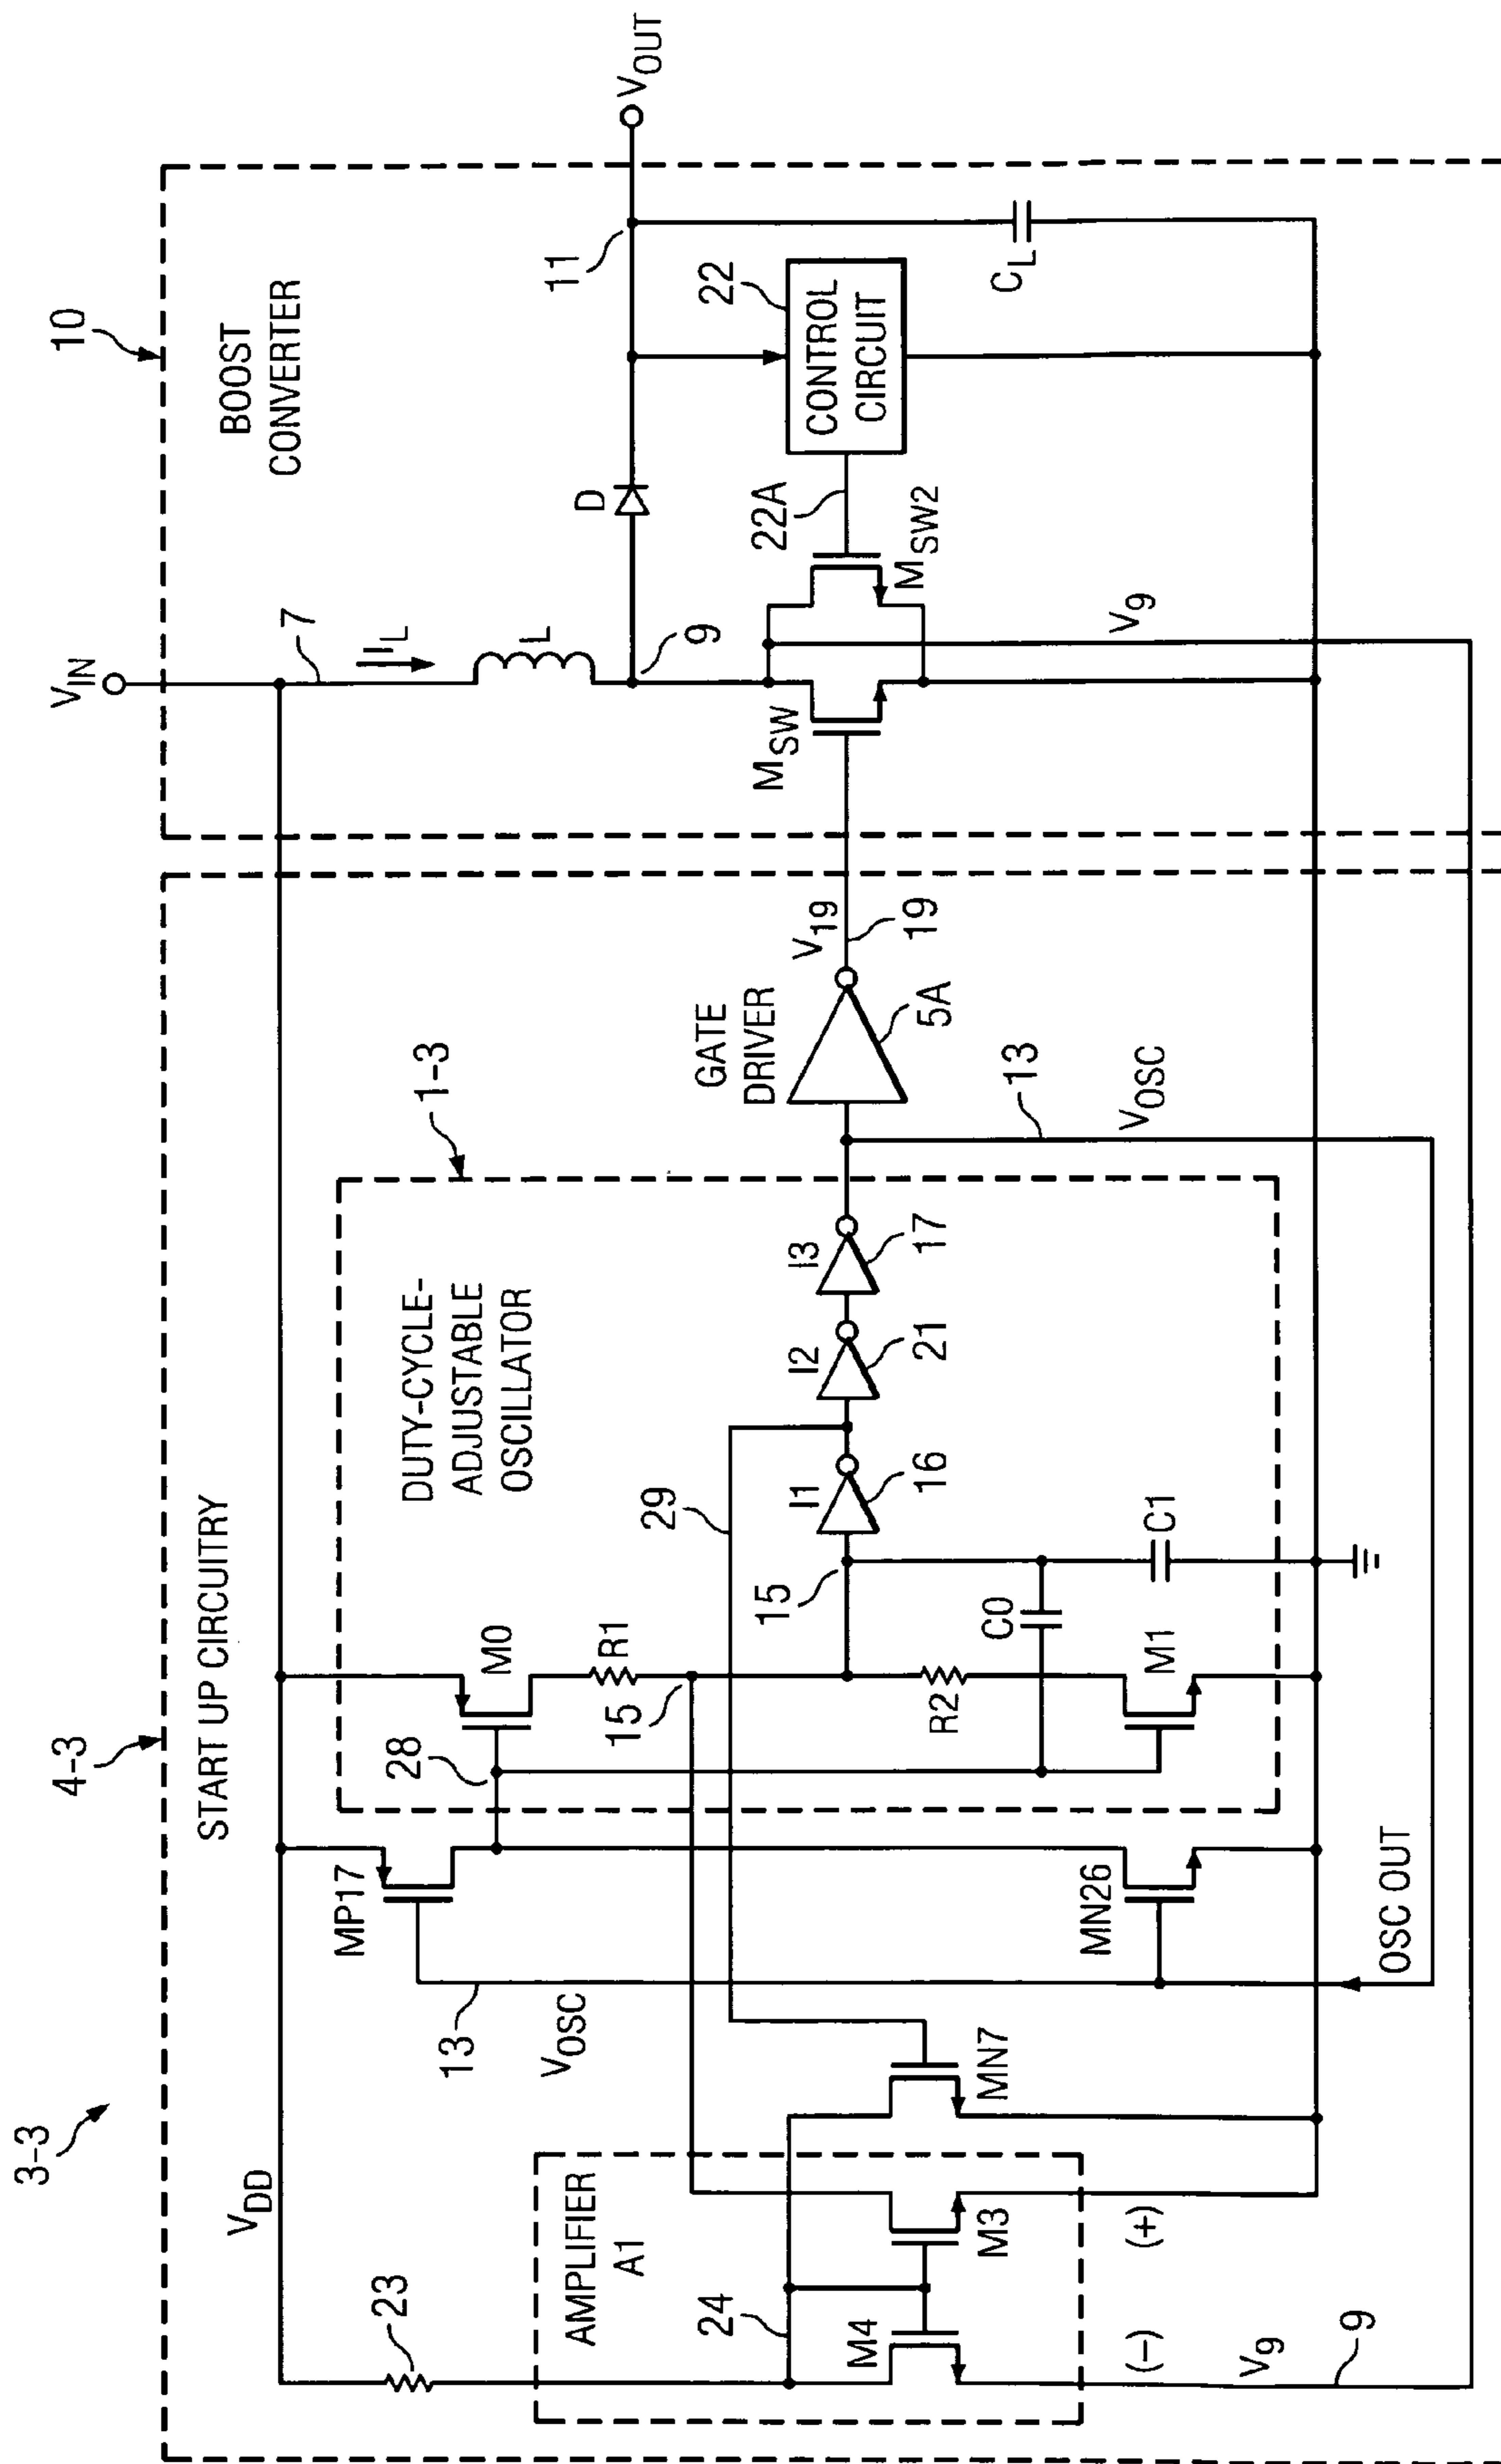 3-3
4-3
START UP CIRCUITRY
VDD
23
AMPLIFIER
A1
24
M4
M3
(-)
(+)
V9
9
MN7
29
13
VOSC
MP17
MN26
OSC OUT
28
M0
R1
15
R2
M1
C0
15
C1
DUTY-CYCLE-
ADJUSTABLE
OSCILLATOR
1-3
I1
16
I2
21
I3
17
GATE
DRIVER
5A
13
VOSC
V19
19
10
BOOST
CONVERTER
VIN
7
IL
L
9
D
11
VOUT
MSW
MSW2
22A
22
CONTROL
CIRCUIT
CL
V9